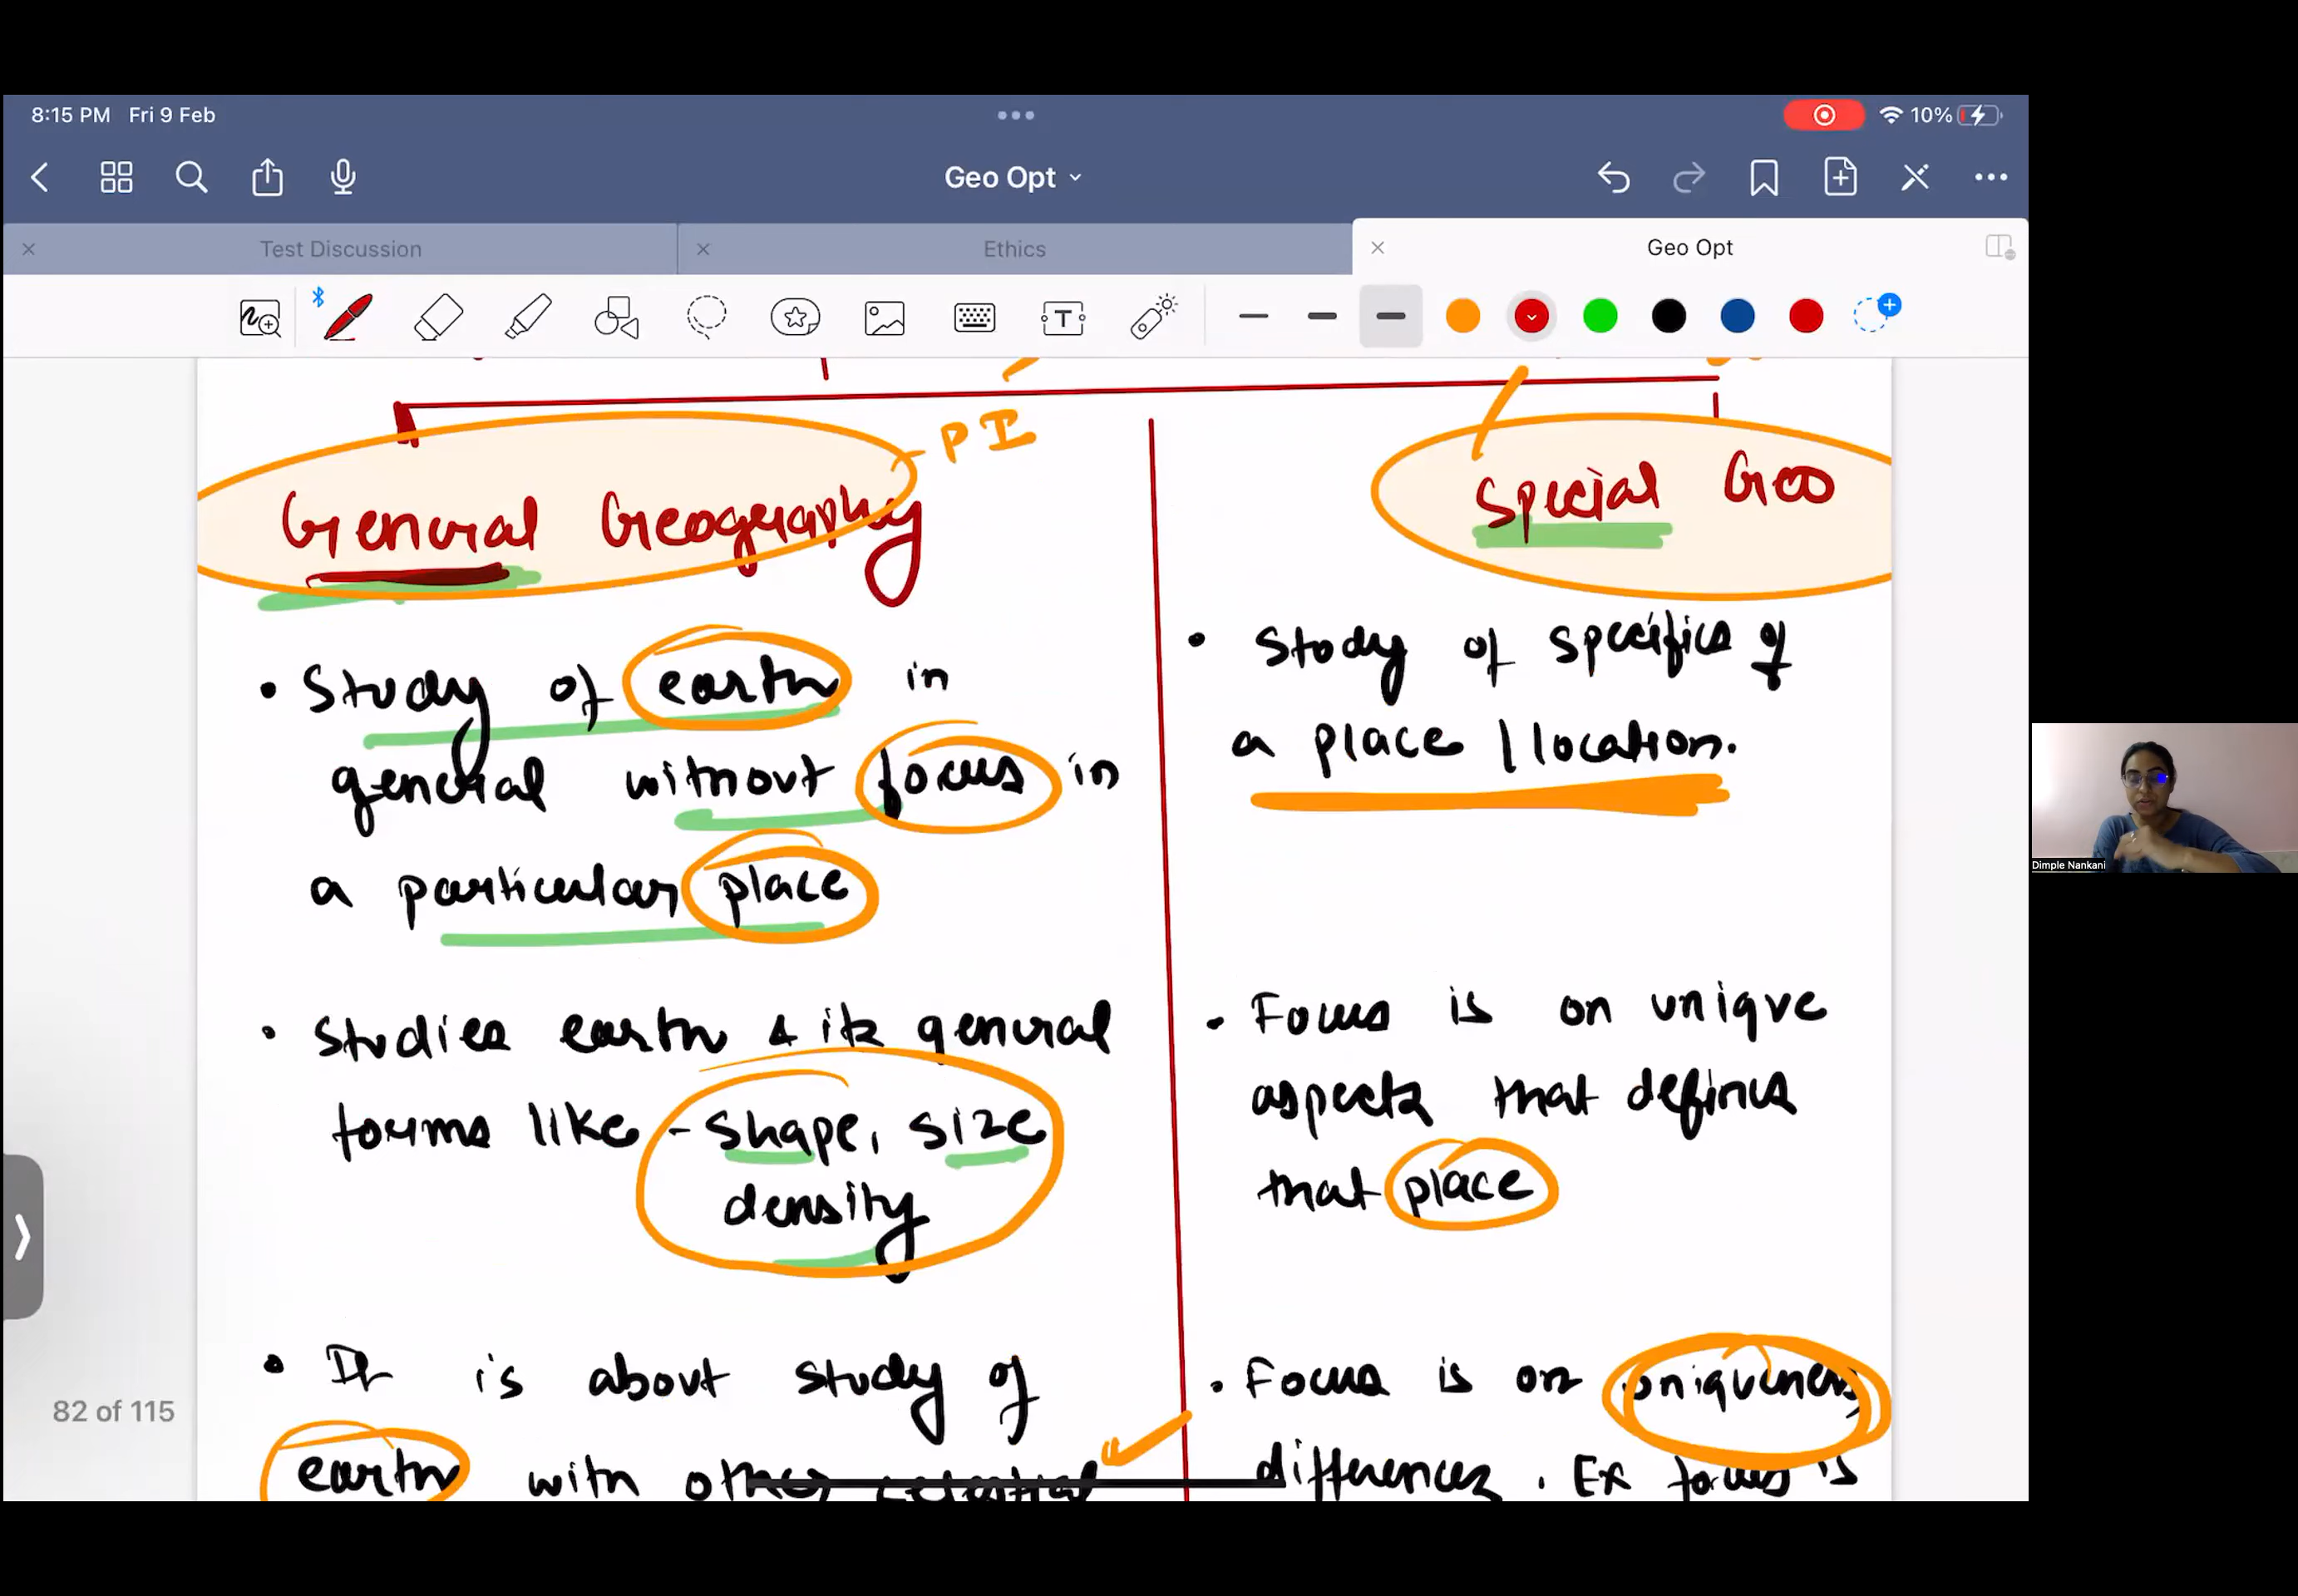 8:15 PM Fri 9 Feb
10%
Geo Opt
Test Discussion
Ethics
Geo Opt
T
PI
General Geography
Special Geo
• Study of earth in
general without focus in
a particular place
• Study of specifics of
a place / location.
• Studies earth & its general
forms like - shape, size
density
• Focus is on unique
aspects that defines
that place
• It is about study of
earth with other celestial
• Focus is on uniqueness
differences. Ex focus is
82 of 115
Dimple Nankani